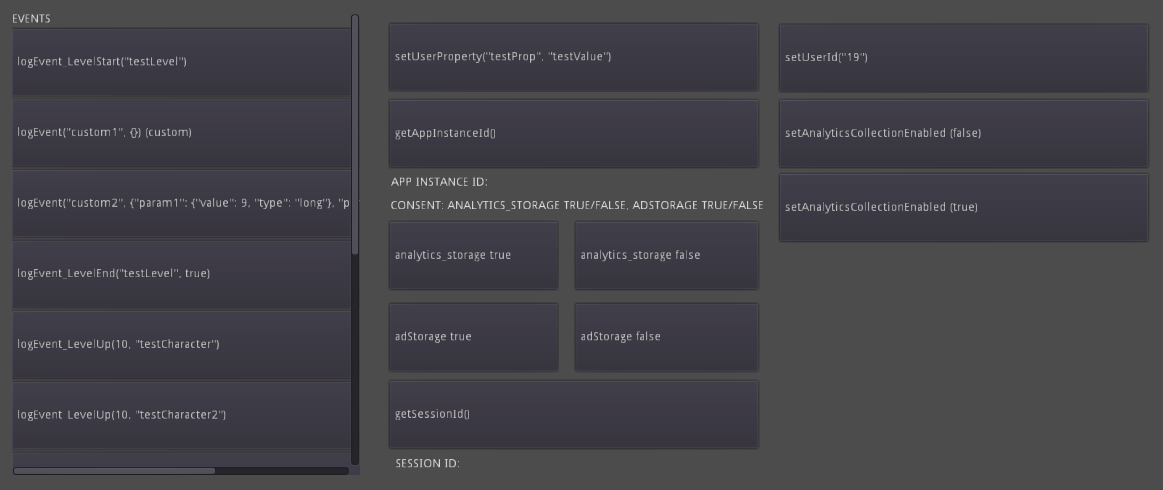 EVENTS
logEvent_LevelStart("testLevel")
logEvent("custom1", {}) (custom)
logEvent("custom2", {"param1": {"value": 9, "type": "long"}, "p
logEvent_LevelEnd("testLevel", true)
logEvent_LevelUp(10, "testCharacter")
logEvent_LevelUp(10, "testCharacter2")
setUserProperty("testProp", "testValue")
getAppInstanceId()
APP INSTANCE ID:
CONSENT: ANALYTICS_STORAGE TRUE/FALSE, ADSTORAGE TRUE/FALSE
analytics_storage true
analytics_storage false
adStorage true
adStorage false
getSessionId()
SESSION ID:
setUserId("19")
setAnalyticsCollectionEnabled (false)
setAnalyticsCollectionEnabled (true)